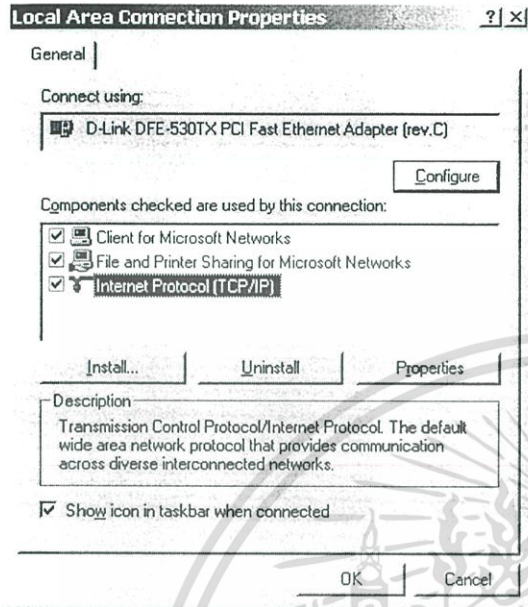 Local Area Connection Properties
General
Connect using:
D-Link DFE-530TX PCI Fast Ethernet Adapter (rev.C)
Configure
Components checked are used by this connection:
Client for Microsoft Networks
File and Printer Sharing for Microsoft Networks
Internet Protocol (TCP/IP)
Install... Uninstall Properties
Description
Transmission Control Protocol/Internet Protocol. The default
wide area network protocol that provides communication
across diverse interconnected networks.
Show icon in taskbar when connected
OK Cancel